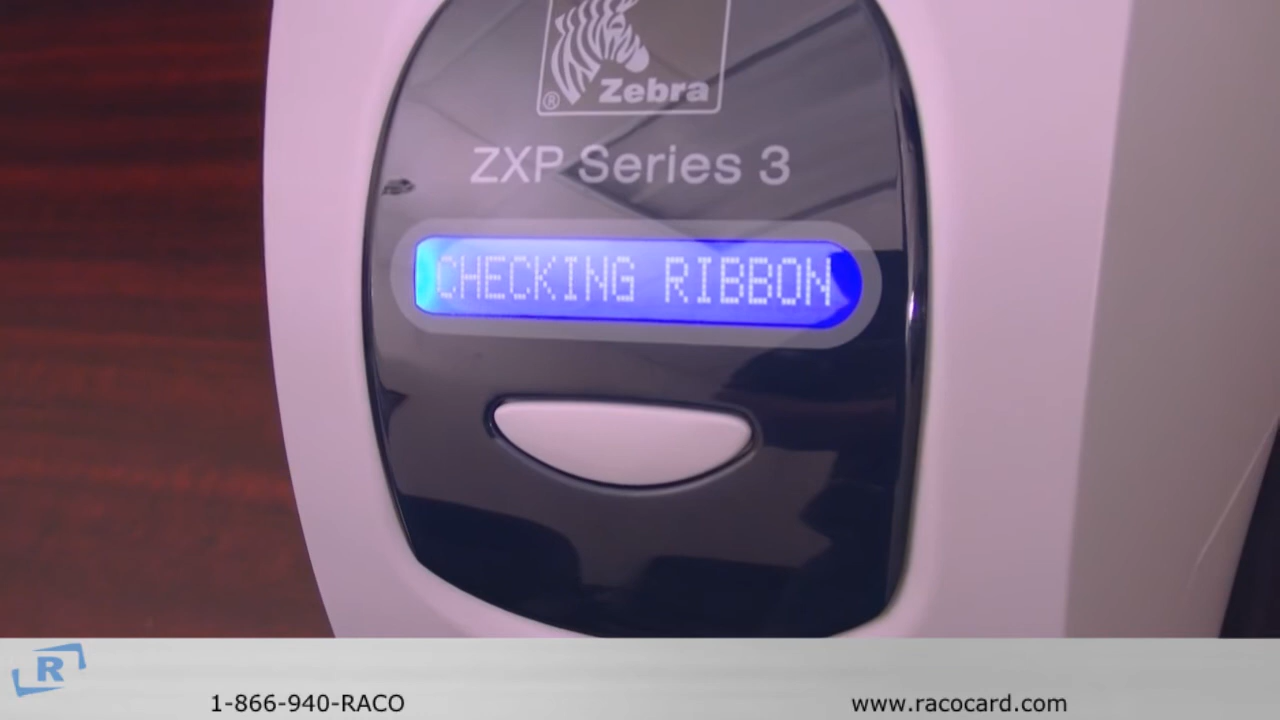 Zebra
®
ZXP Series 3
CHECKING RIBBON
R
1-866-940-RACO
www.racocard.com